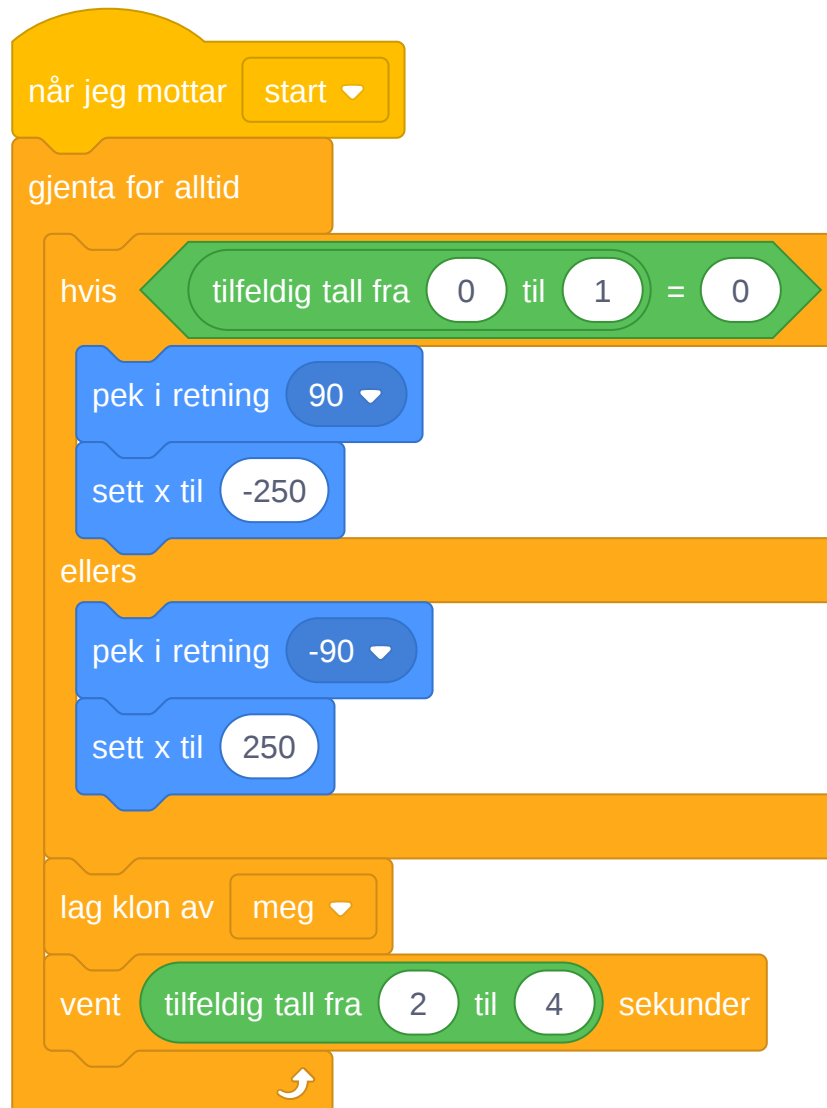 når jeg mottar start
gjenta for alltid
hvis tilfeldig tall fra 0 til 1 = 0
pek i retning 90
sett x til -250
ellers
pek i retning -90
sett x til 250
lag klon av meg
vent tilfeldig tall fra 2 til 4 sekunder